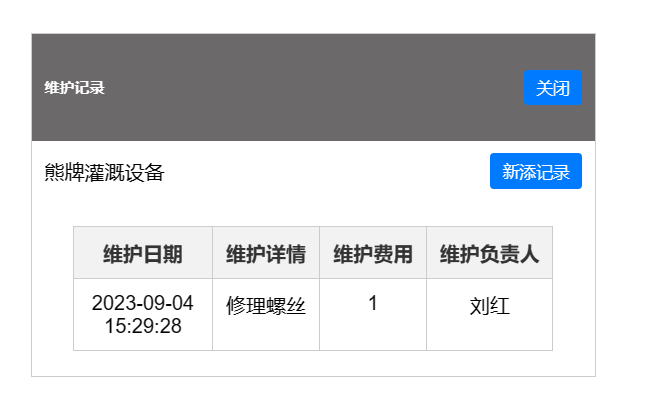 维护记录 关闭
熊牌灌溉设备 新添记录
维护日期 维护详情 维护费用 维护负责人
2023-09-04 修理螺丝 1 刘红
15:29:28